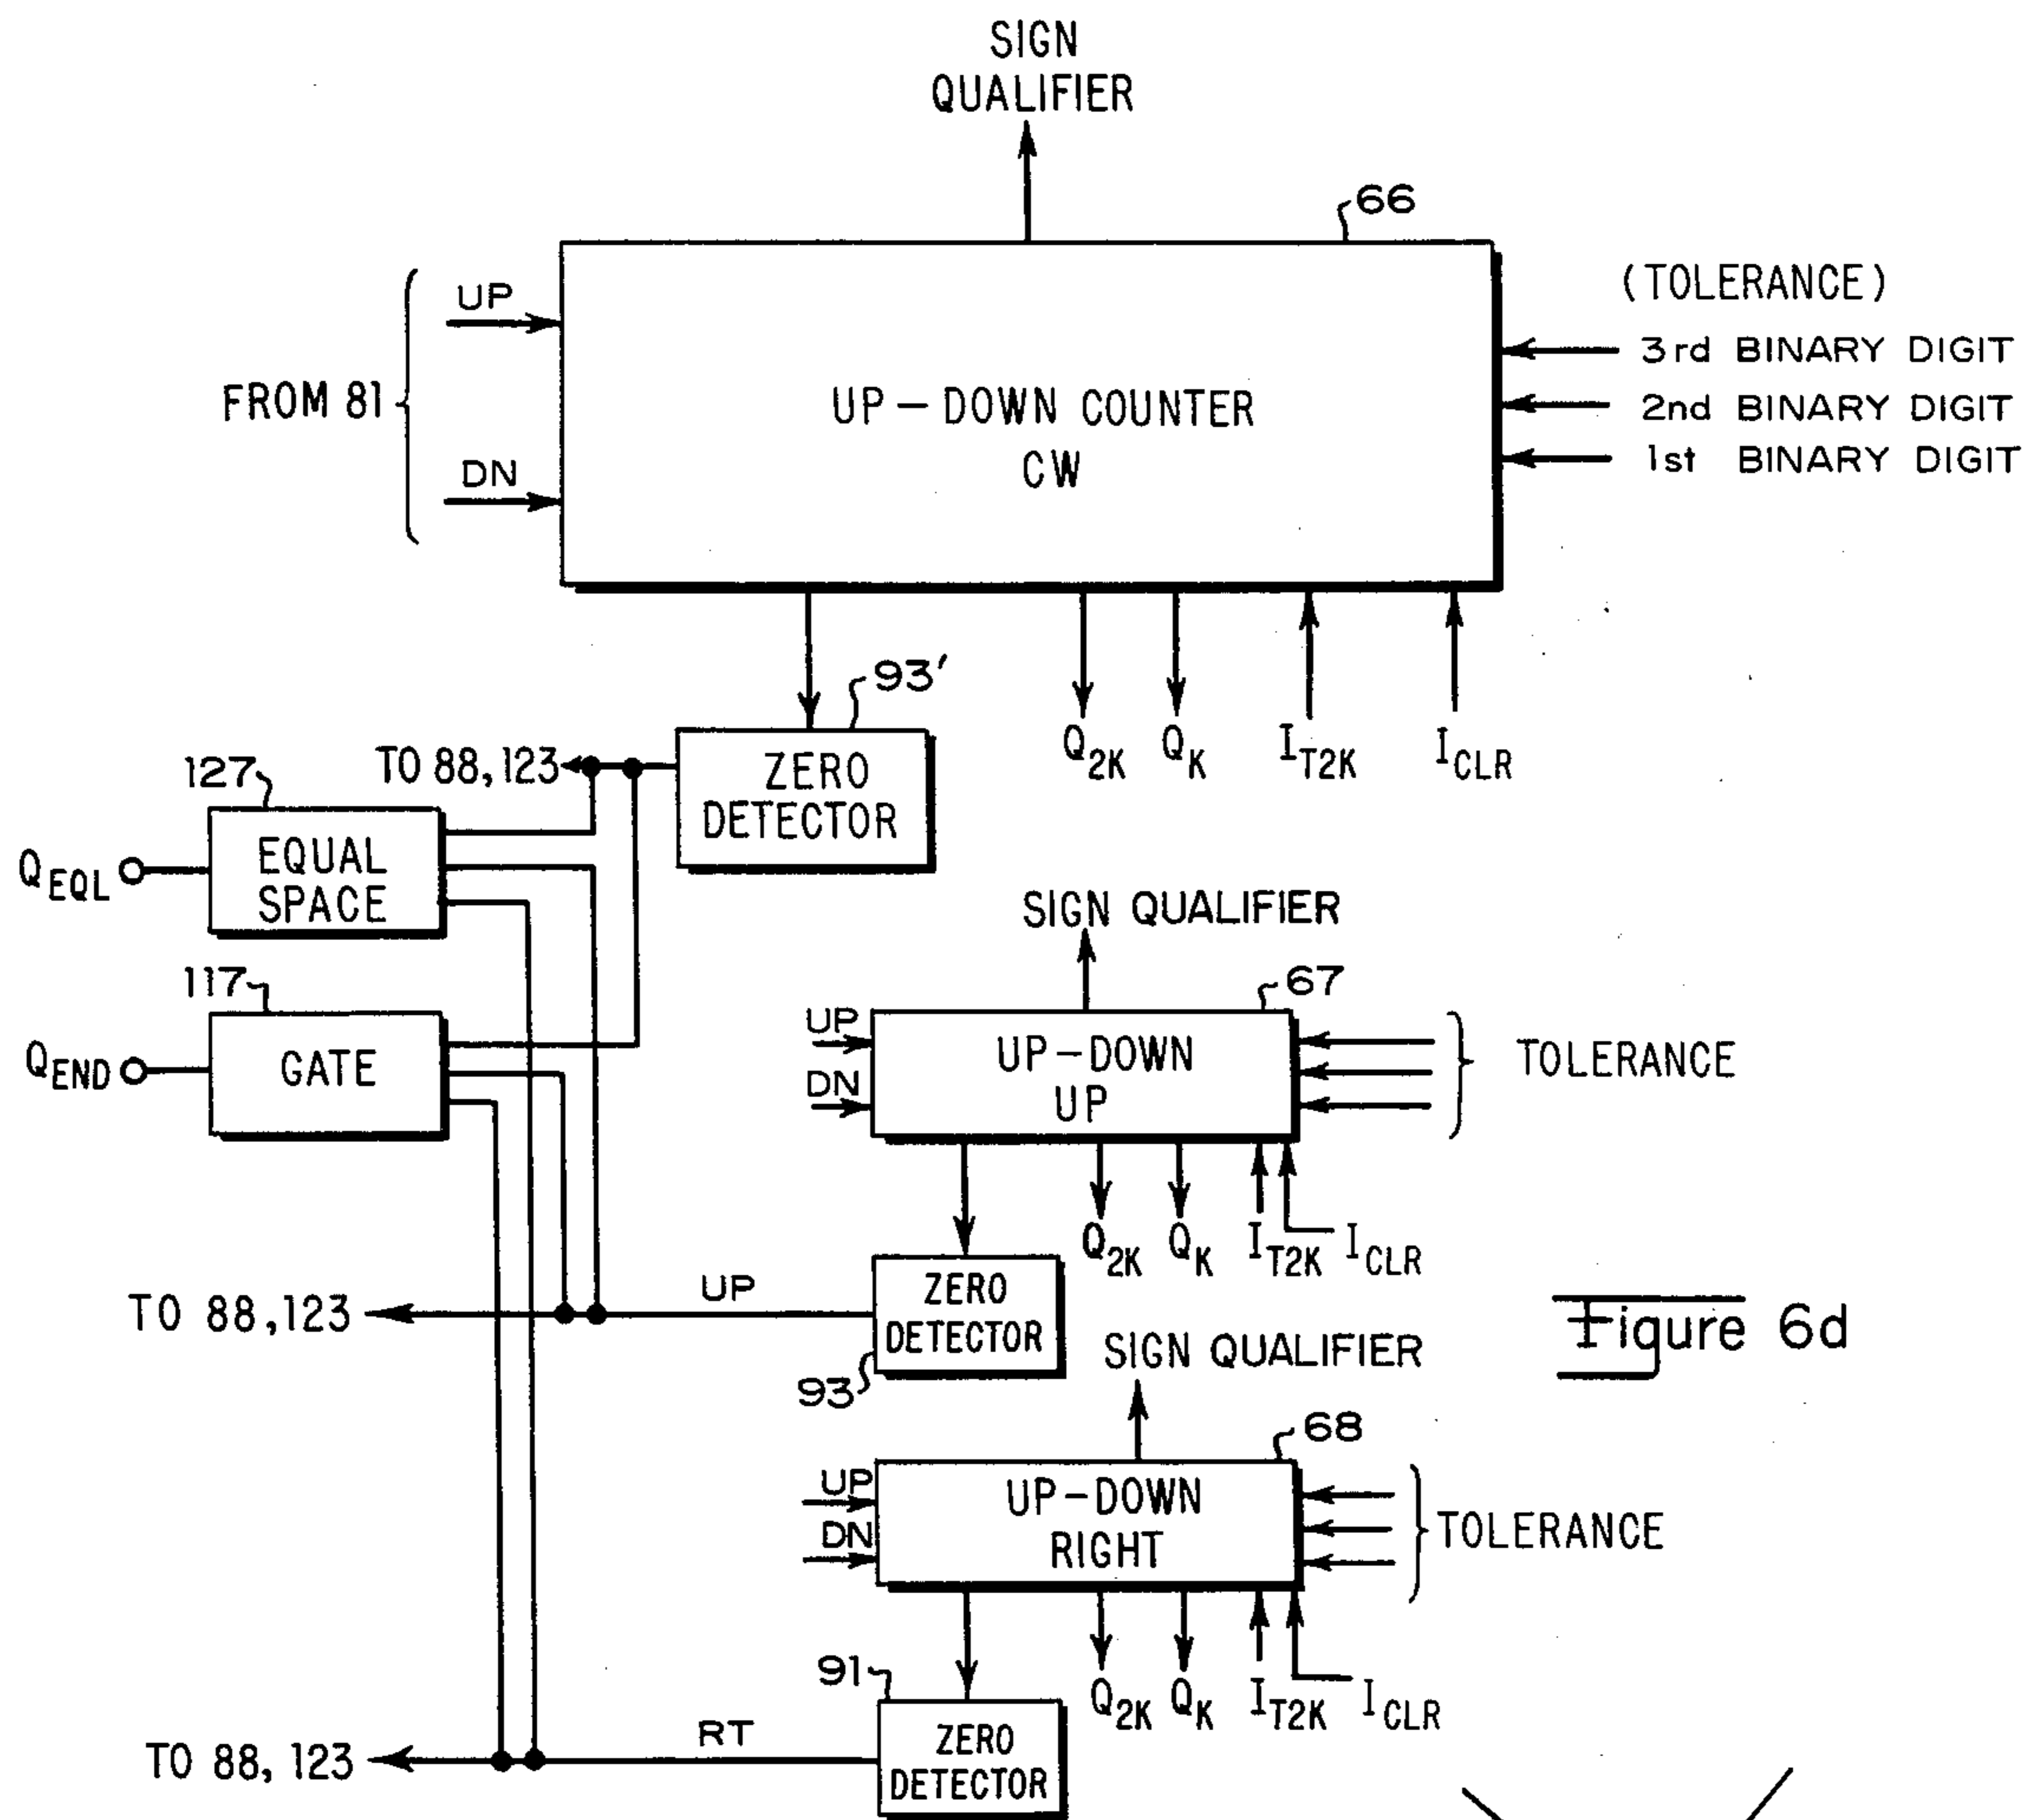 SIGN
QUALIFIER
66
(TOLERANCE)
UP
3rd BINARY DIGIT
FROM 81
UP-DOWN COUNTER
2nd BINARY DIGIT
CW
1st BINARY DIGIT
DN
93'
TO 88, 123
ZERO
DETECTOR
Q2K
QK
IT2K
ICLR
127
EQUAL
SPACE
QEQL
SIGN QUALIFIER
117
67
GATE
QEND
UP
DN
UP-DOWN
UP
TOLERANCE
Q2K
QK
IT2K
ICLR
TO 88, 123
UP
ZERO
DETECTOR
93
Figure 6d
SIGN QUALIFIER
68
UP
DN
UP-DOWN
RIGHT
TOLERANCE
91
Q2K
QK
IT2K
ICLR
TO 88, 123
RT
ZERO
DETECTOR